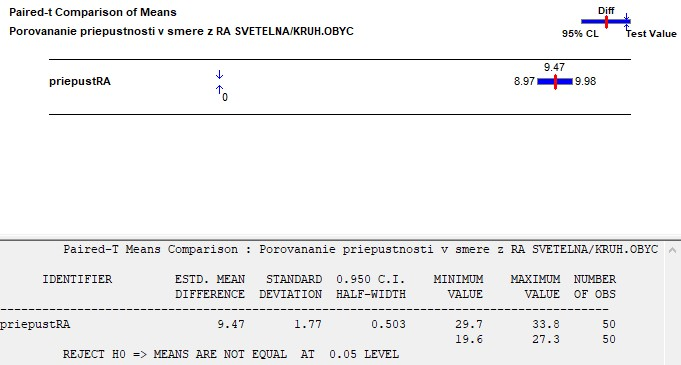 Paired-t Comparison of Means
Porovananie priepustnosti v smere z RA SVETELNA/KRUH.OBYC
Diff
95% CL Test Value
priepustRA
0
9.47
8.97 9.98
Paired-T Means Comparison : Porovananie priepustnosti v smere z RA SVETELNA/KRUH.OBYC
IDENTIFIER ESTD. MEAN STANDARD 0.950 C.I. MINIMUM MAXIMUM NUMBER
DIFFERENCE DEVIATION HALF-WIDTH VALUE VALUE OF OBS
priepustRA 9.47 1.77 0.503 29.7 33.8 50
19.6 27.3 50
REJECT H0 => MEANS ARE NOT EQUAL AT 0.05 LEVEL